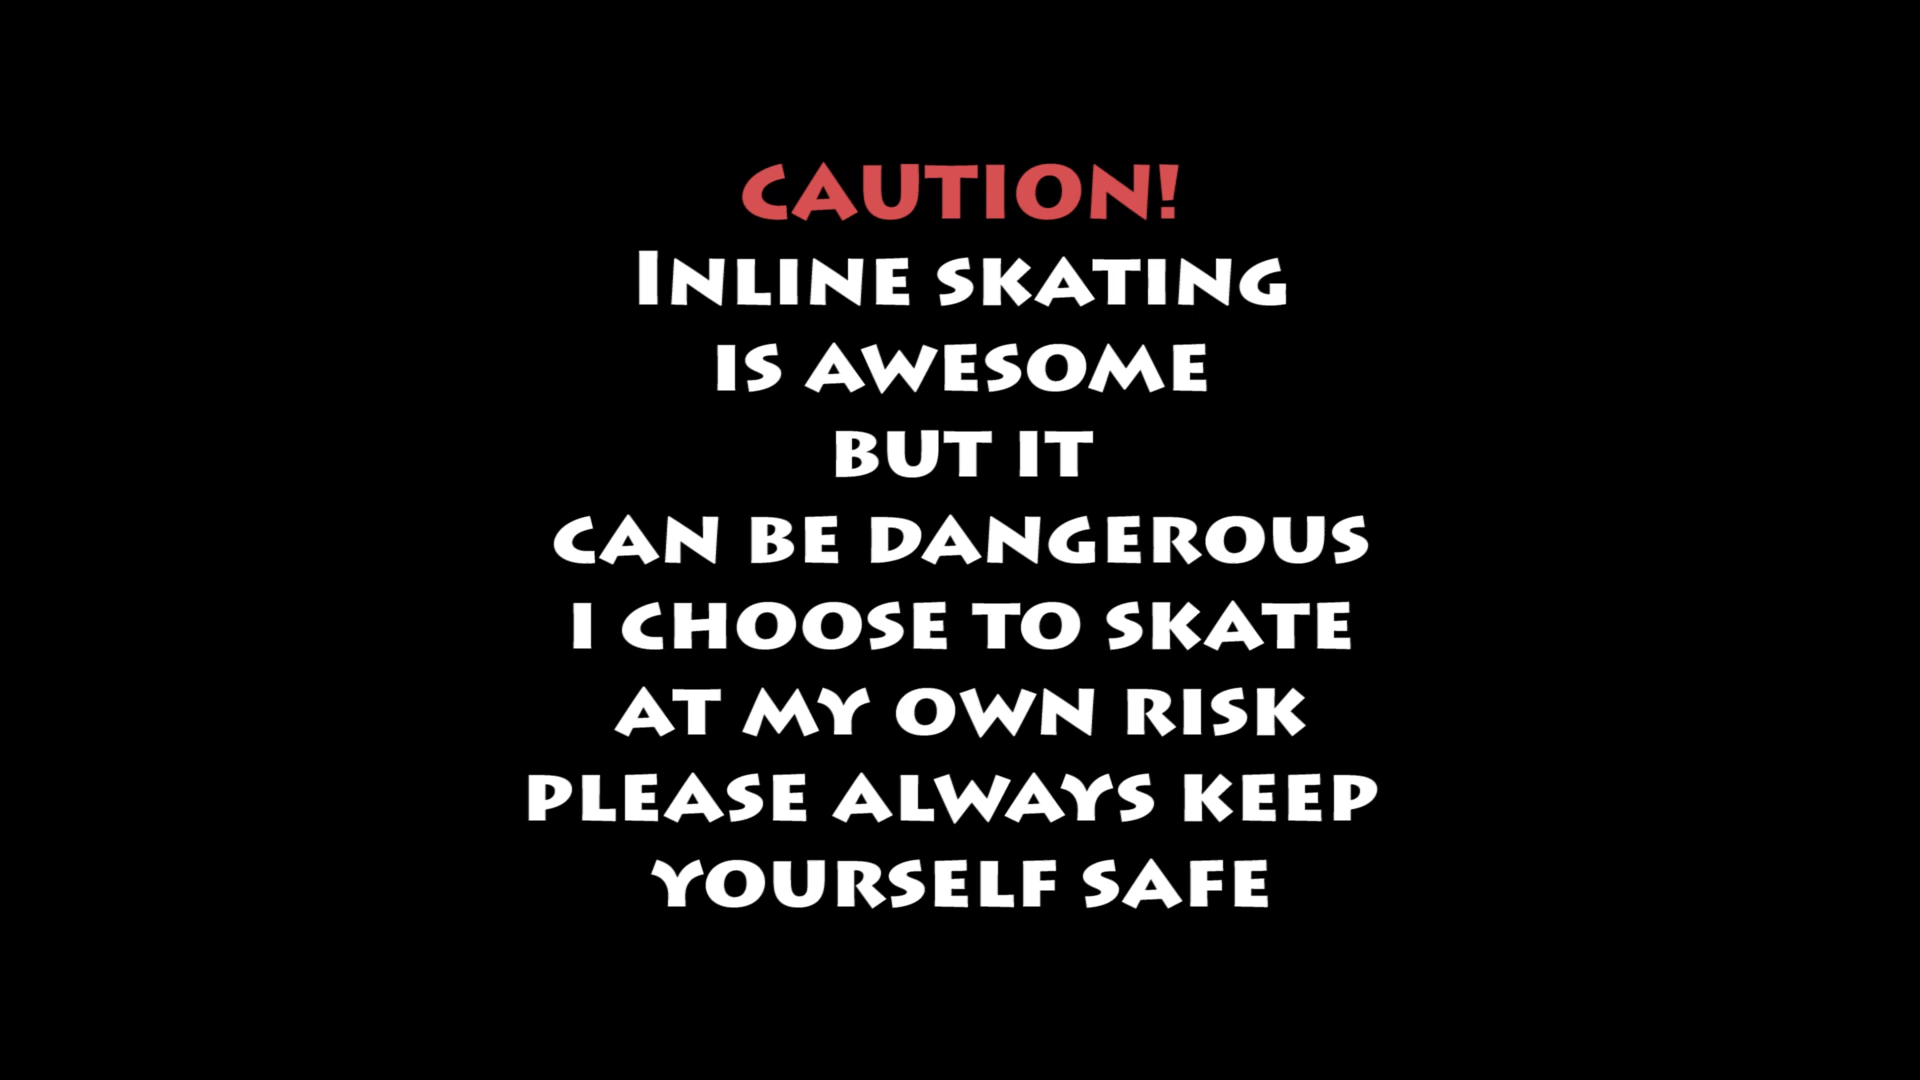 CAUTION!
INLINE SKATING
IS AWESOME
BUT IT
CAN BE DANGEROUS
I CHOOSE TO SKATE
AT MY OWN RISK
PLEASE ALWAYS KEEP
YOURSELF SAFE